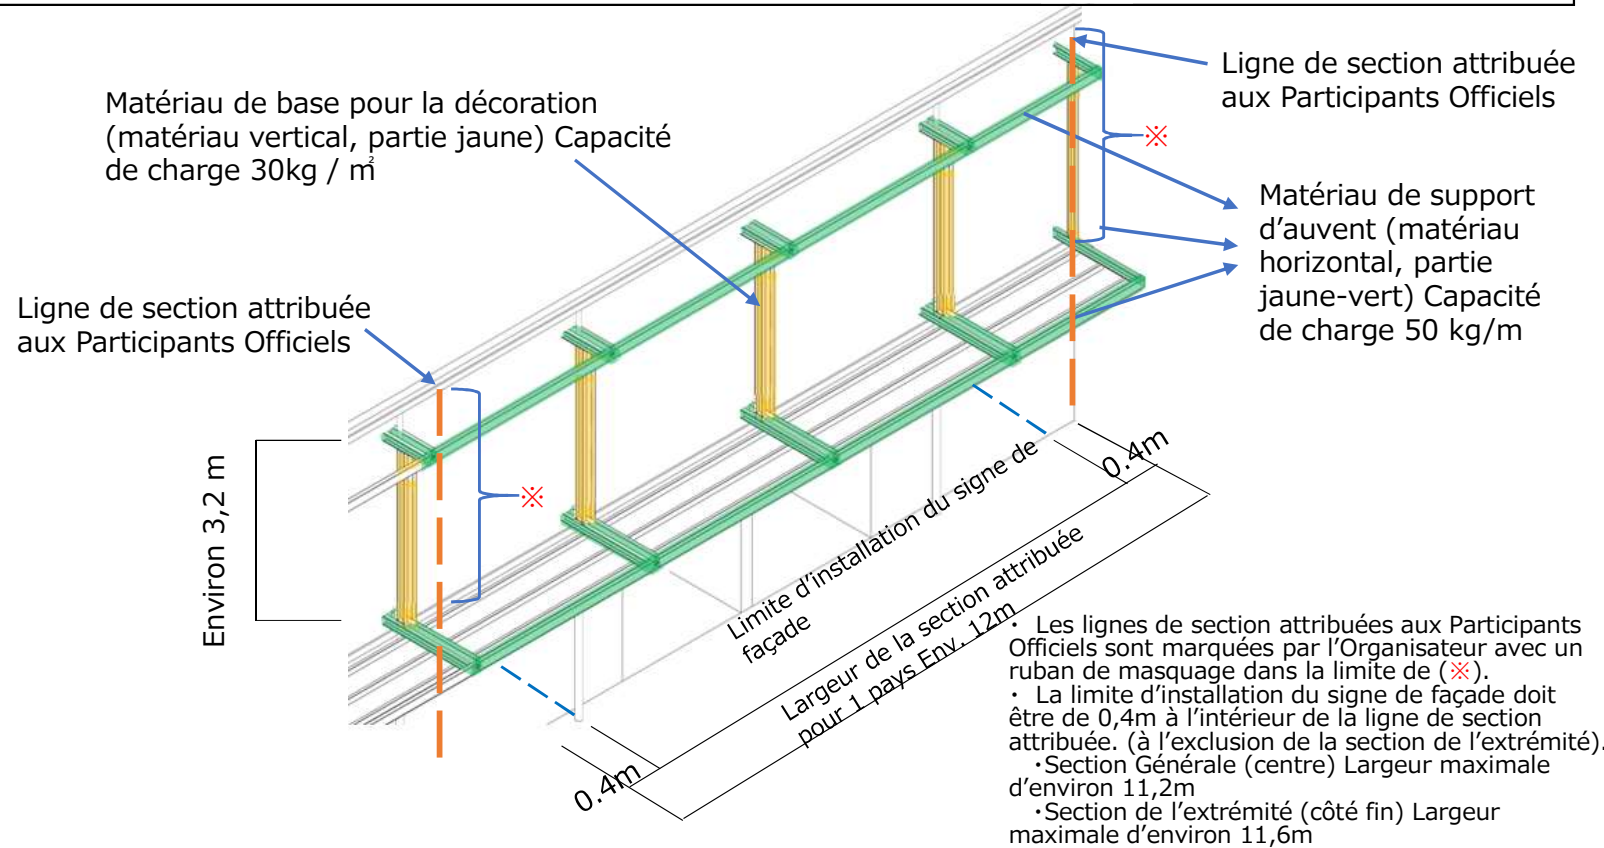 Ligne de section attribuée
aux Participants Officiels
Matériau de base pour la décoration
(matériau vertical, partie jaune) Capacité
de charge 30kg / ㎡
※
Matériau de support
d’auvent (matériau
horizontal, partie
jaune-vert) Capacité
de charge 50 kg/m
Ligne de section attribuée
aux Participants Officiels
Environ 3,2 m
※
0.4m
Limite d’installation du signe de
façade
Largeur de la section attribuée
pour 1 pays Env. 12m
0.4m
・ Les lignes de section attribuées aux Participants
Officiels sont marquées par l’Organisateur avec un
ruban de masquage dans la limite de (※).
・ La limite d’installation du signe de façade doit
être de 0,4m à l’intérieur de la ligne de section
attribuée. (à l’exclusion de la section de l’extrémité).
・Section Générale (centre) Largeur maximale
d’environ 11,2m
・Section de l’extrémité (côté fin) Largeur
maximale d’environ 11,6m